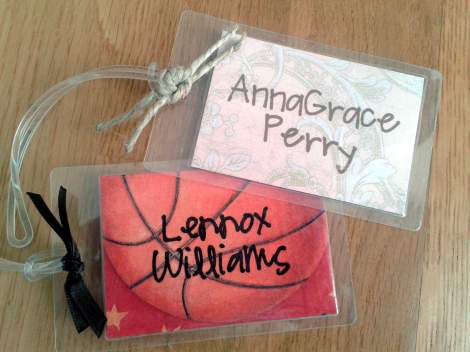 AnnaGrace
Perry
Lennox
Williams